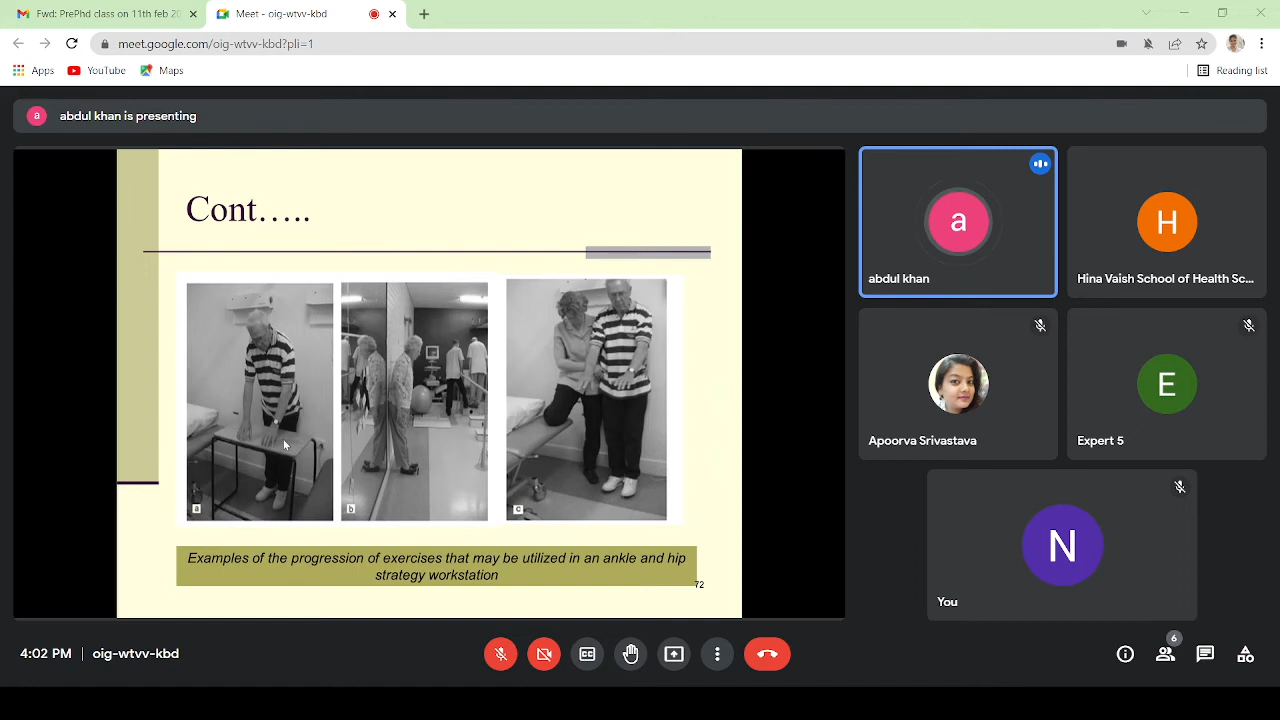 Fwd: PrePhd class on 11th feb 20
Meet - oig-wtvv-kbd
meet.google.com/oig-wtvv-kbd?pli=1
Apps
YouTube
Maps
Reading list
a
abdul khan is presenting
Cont…..
a
b
c
Examples of the progression of exercises that may be utilized in an ankle and hip
strategy workstation
72
a
abdul khan
H
Hina Vaish School of Health Sc...
Apoorva Srivastava
E
Expert 5
N
You
4:02 PM
oig-wtvv-kbd
CC
6